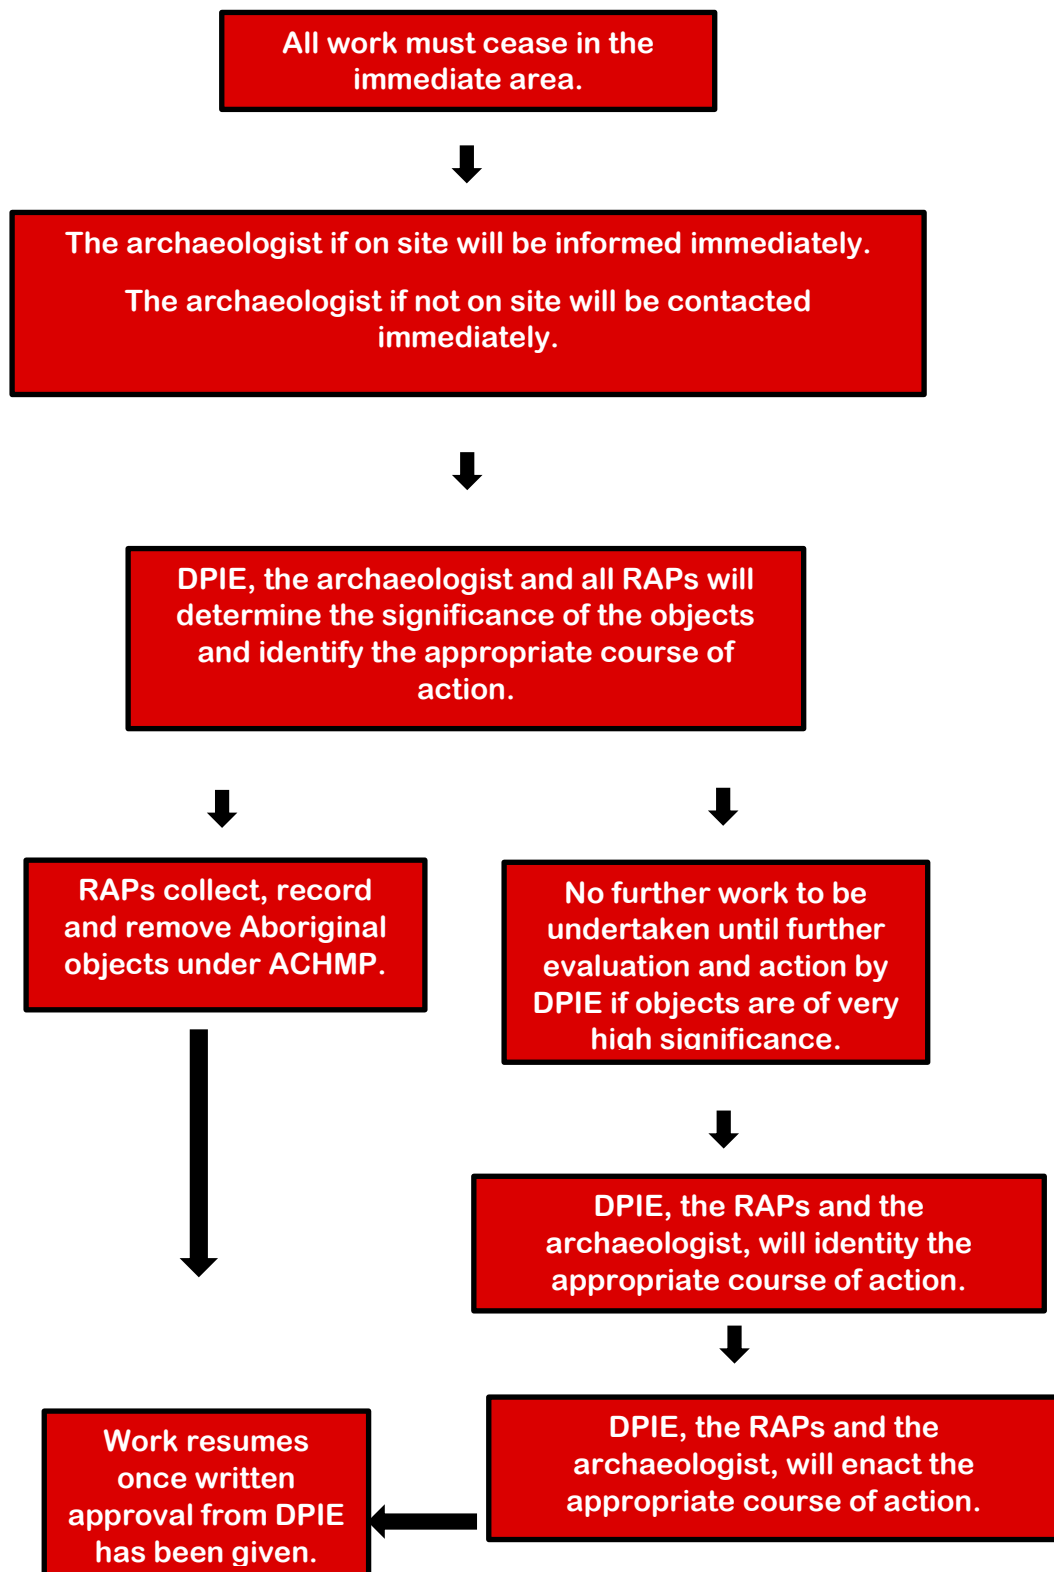 All work must cease in the
immediate area.
The archaeologist if on site will be informed immediately.
The archaeologist if not on site will be contacted
immediately.
DPIE, the archaeologist and all RAPs will
determine the significance of the objects
and identify the appropriate course of
action.
RAPs collect, record
and remove Aboriginal
objects under ACHMP.
No further work to be
undertaken until further
evaluation and action by
DPIE if objects are of very
high significance.
DPIE, the RAPs and the
archaeologist, will identity the
appropriate course of action.
DPIE, the RAPs and the
archaeologist, will enact the
appropriate course of action.
Work resumes
once written
approval from DPIE
has been given.